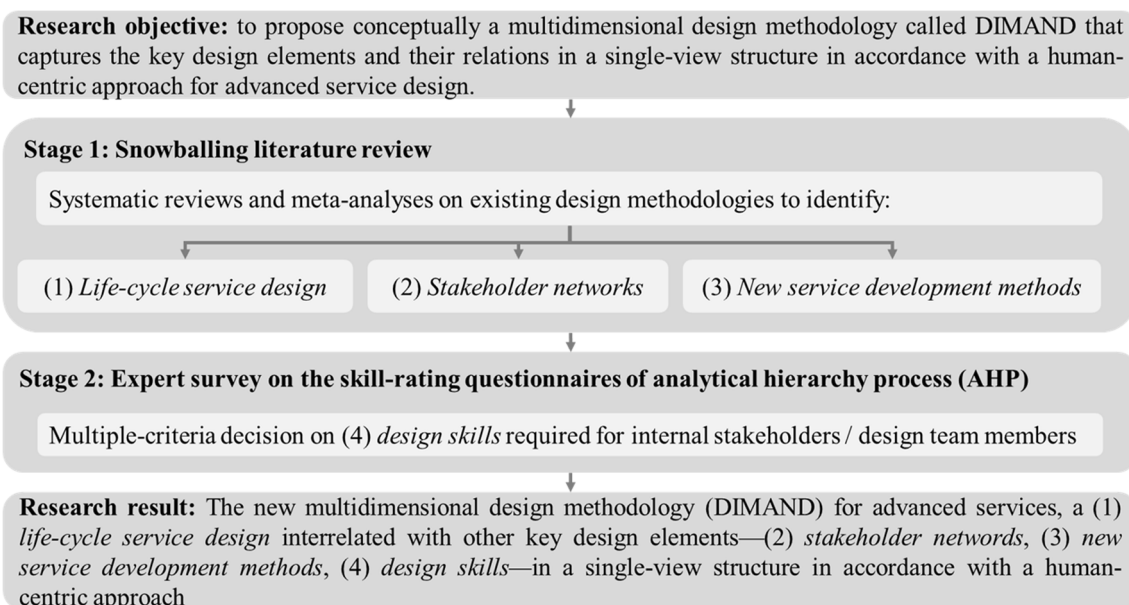 Research objective: to propose conceptually a multidimensional design methodology called DIMAND that
captures the key design elements and their relations in a single-view structure in accordance with a human-
centric approach for advanced service design.
Stage 1: Snowballing literature review
Systematic reviews and meta-analyses on existing design methodologies to identify:
(1) Life-cycle service design
(2) Stakeholder networks
(3) New service development methods
Stage 2: Expert survey on the skill-rating questionnaires of analytical hierarchy process (AHP)
Multiple-criteria decision on (4) design skills required for internal stakeholders / design team members
Research result: The new multidimensional design methodology (DIMAND) for advanced services, a (1)
life-cycle service design interrelated with other key design elements—(2) stakeholder networds, (3) new
service development methods, (4) design skills—in a single-view structure in accordance with a human-
centric approach